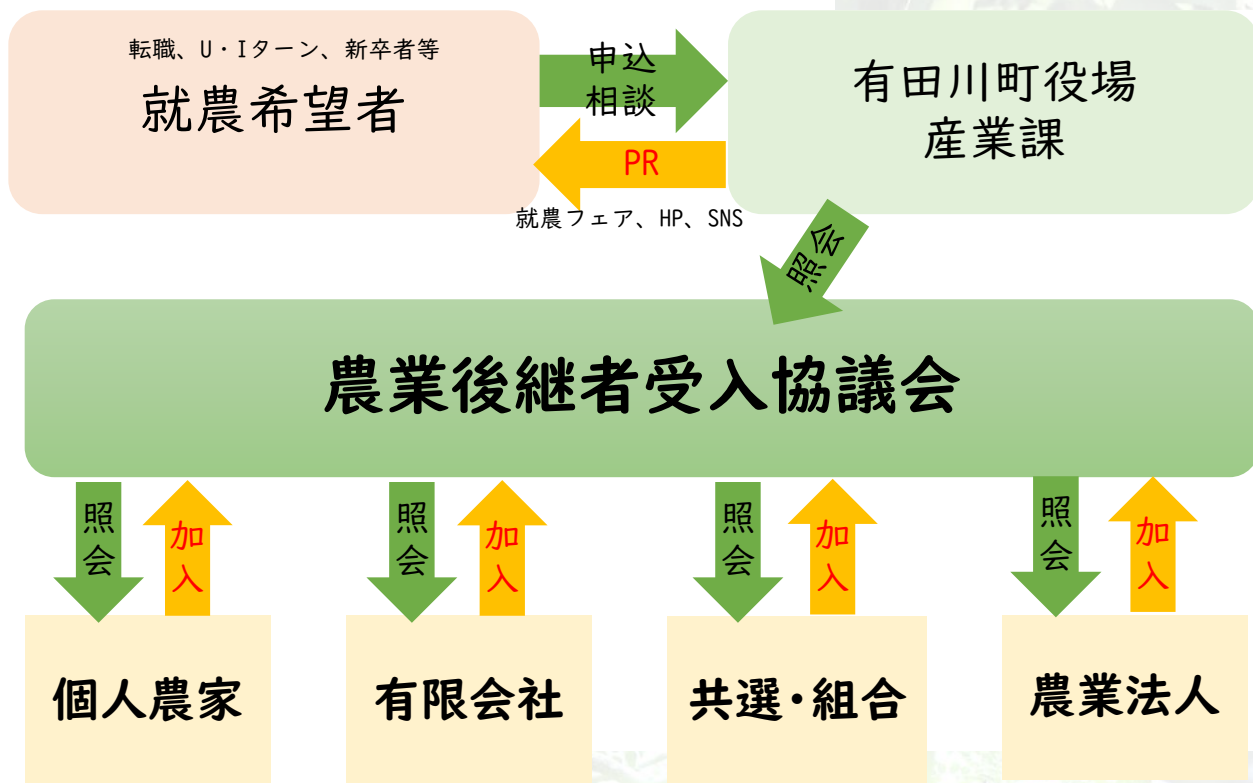 転職、U・Iターン、新卒者等
就農希望者
申込
相談
有田川町役場
産業課
PR
就農フェア、HP、SNS
照会
農業後継者受入協議会
照会
加入
照会
加入
照会
加入
照会
加入
個人農家
有限会社
共選・組合
農業法人